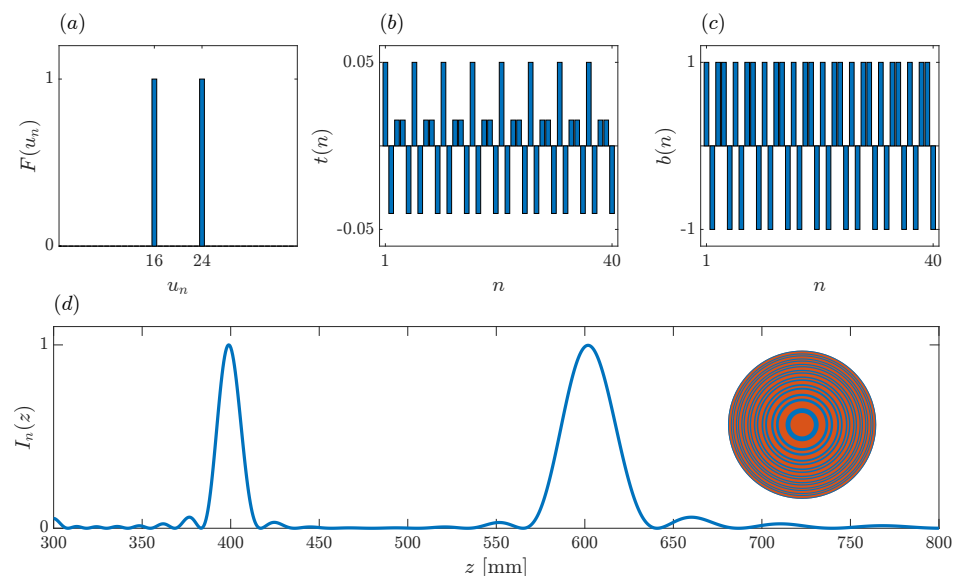 (a)
(b)
(c)
1
0
F(u_n)
16 24
u_n
0.05
-0.05
t(n)
1 40
n
1
-1
b(n)
1 40
n
(d)
1
0
I_n(z)
300 350 400 450 500 550 600 650 700 750 800
z [mm]